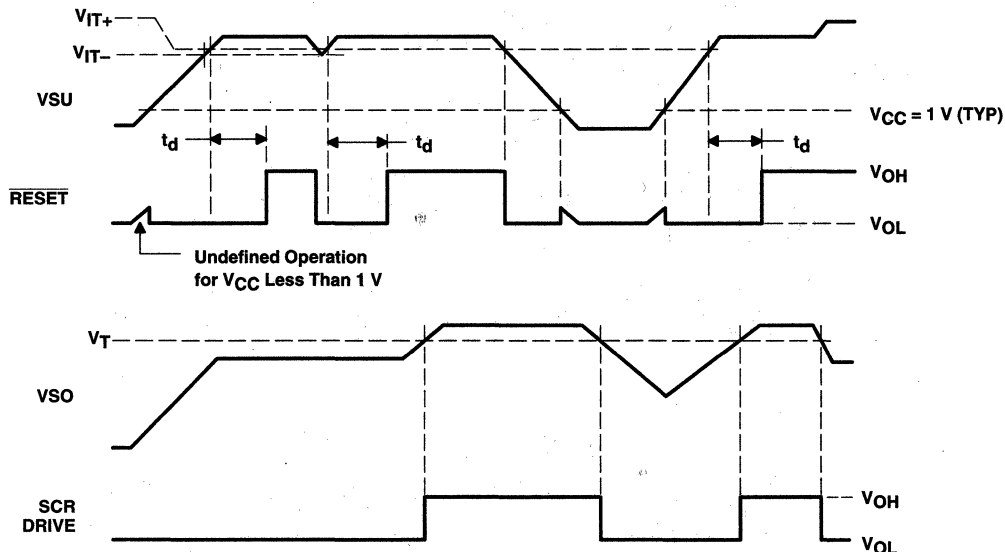 VIT+
VIT–
VSU
VCC = 1 V (TYP)
td
td
td
VOH
RESET
VOL
Undefined Operation
for VCC Less Than 1 V
VT
VSO
VOH
SCR
DRIVE
VOL